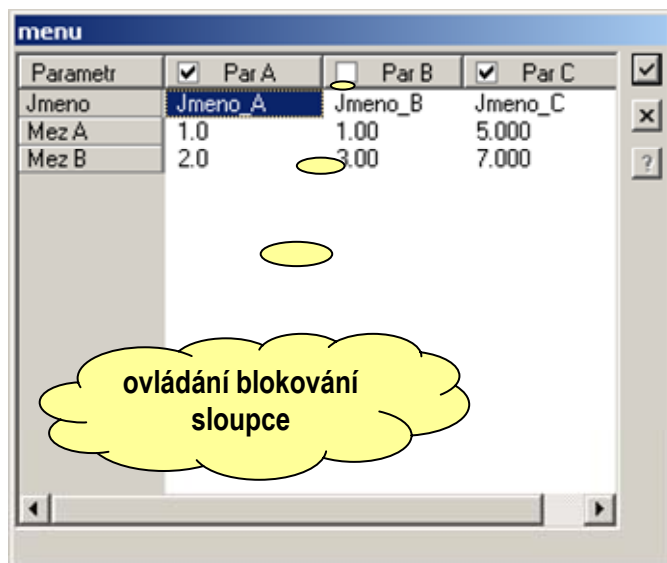 menu
Parametr Par A Par B Par C
Jmeno Jmeno_A Jmeno_B Jmeno_C
Mez A 1.0 1.00 5.000
Mez B 2.0 3.00 7.000
?
ovládání blokování
sloupce